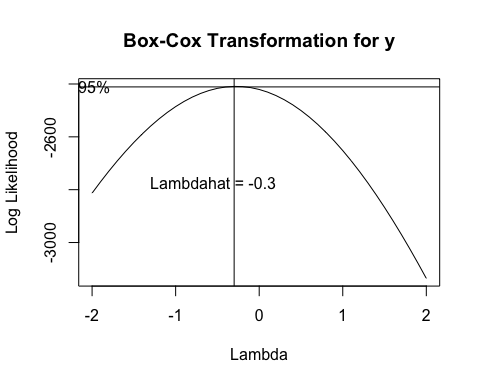 Box-Cox Transformation for y
95%
Log Likelihood
-2600
-3000
Lambdahat = -0.3
-2 -1 0 1 2
Lambda